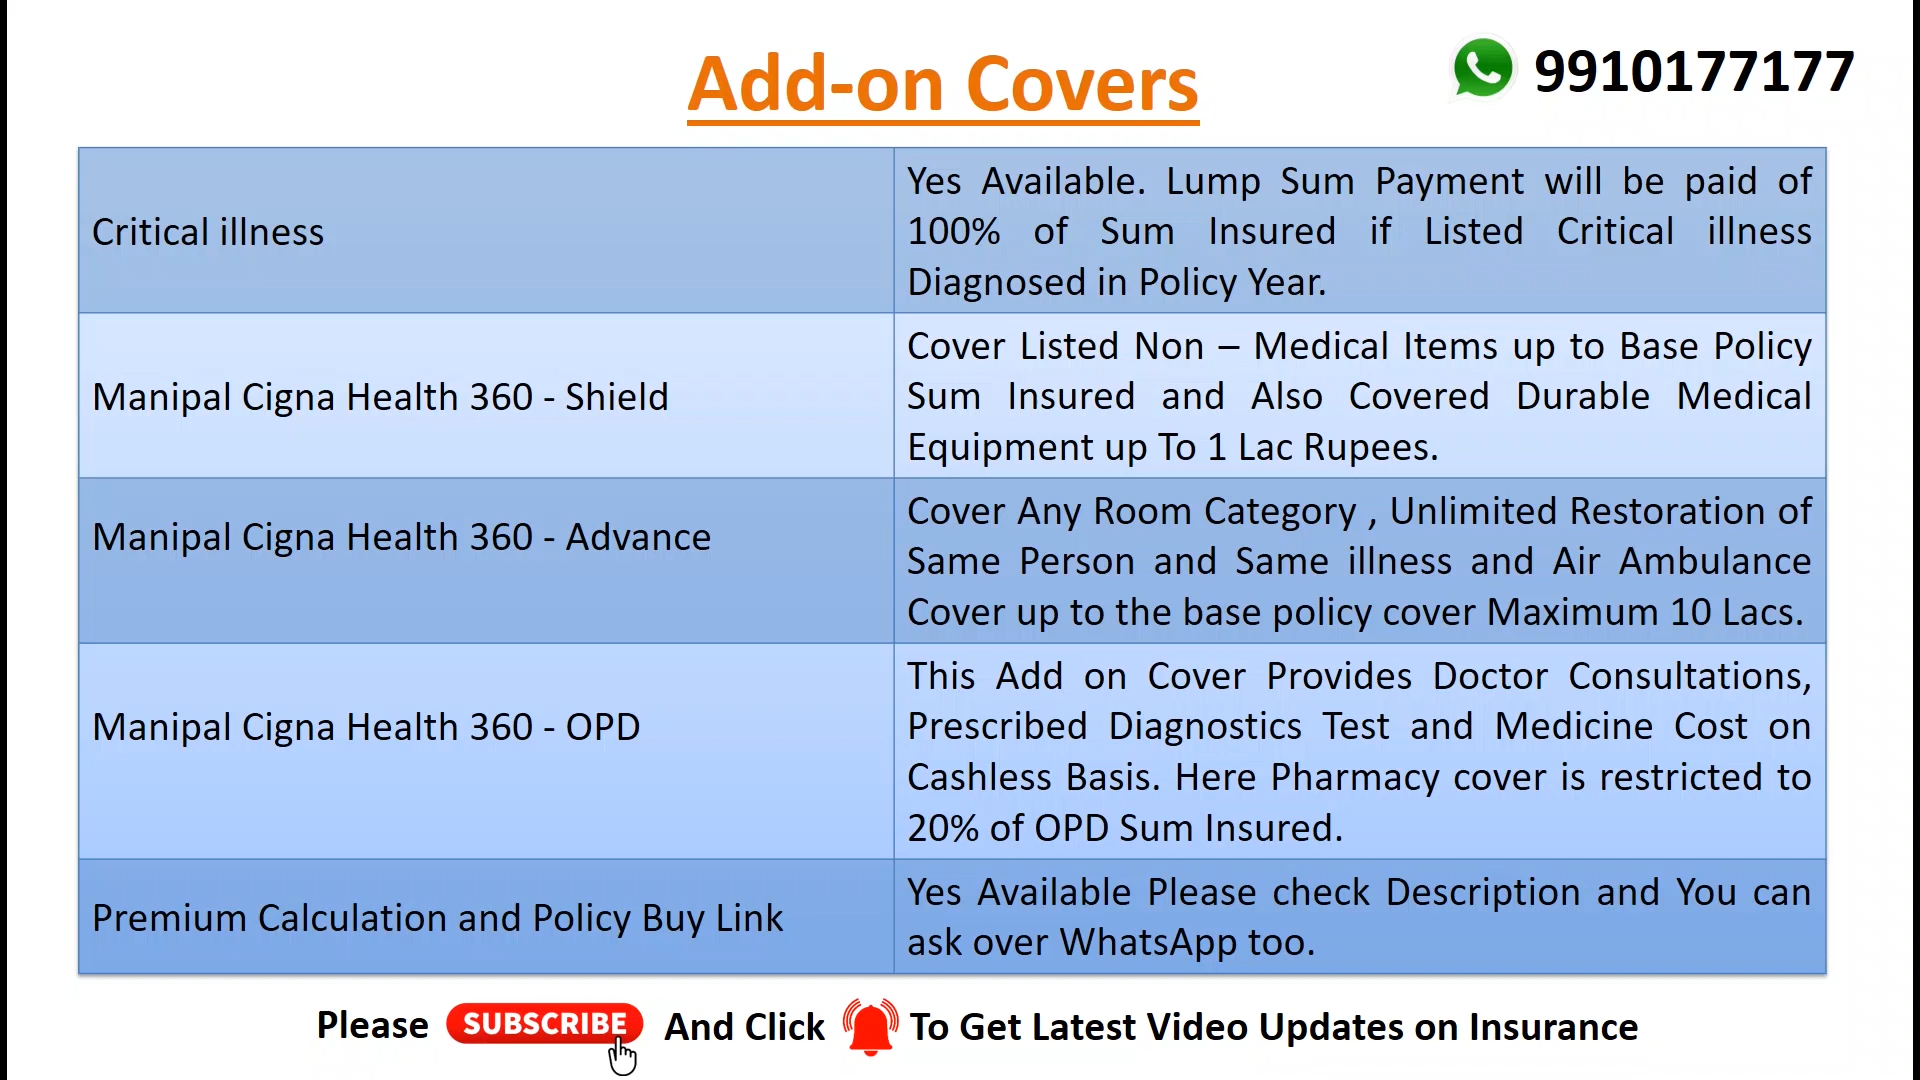 Add-on Covers
9910177177
Critical illness
Yes Available. Lump Sum Payment will be paid of
100% of Sum Insured if Listed Critical illness
Diagnosed in Policy Year.
Manipal Cigna Health 360 - Shield
Cover Listed Non – Medical Items up to Base Policy
Sum Insured and Also Covered Durable Medical
Equipment up To 1 Lac Rupees.
Manipal Cigna Health 360 - Advance
Cover Any Room Category , Unlimited Restoration of
Same Person and Same illness and Air Ambulance
Cover up to the base policy cover Maximum 10 Lacs.
Manipal Cigna Health 360 - OPD
This Add on Cover Provides Doctor Consultations,
Prescribed Diagnostics Test and Medicine Cost on
Cashless Basis. Here Pharmacy cover is restricted to
20% of OPD Sum Insured.
Premium Calculation and Policy Buy Link
Yes Available Please check Description and You can
ask over WhatsApp too.
Please SUBSCRIBE And Click To Get Latest Video Updates on Insurance